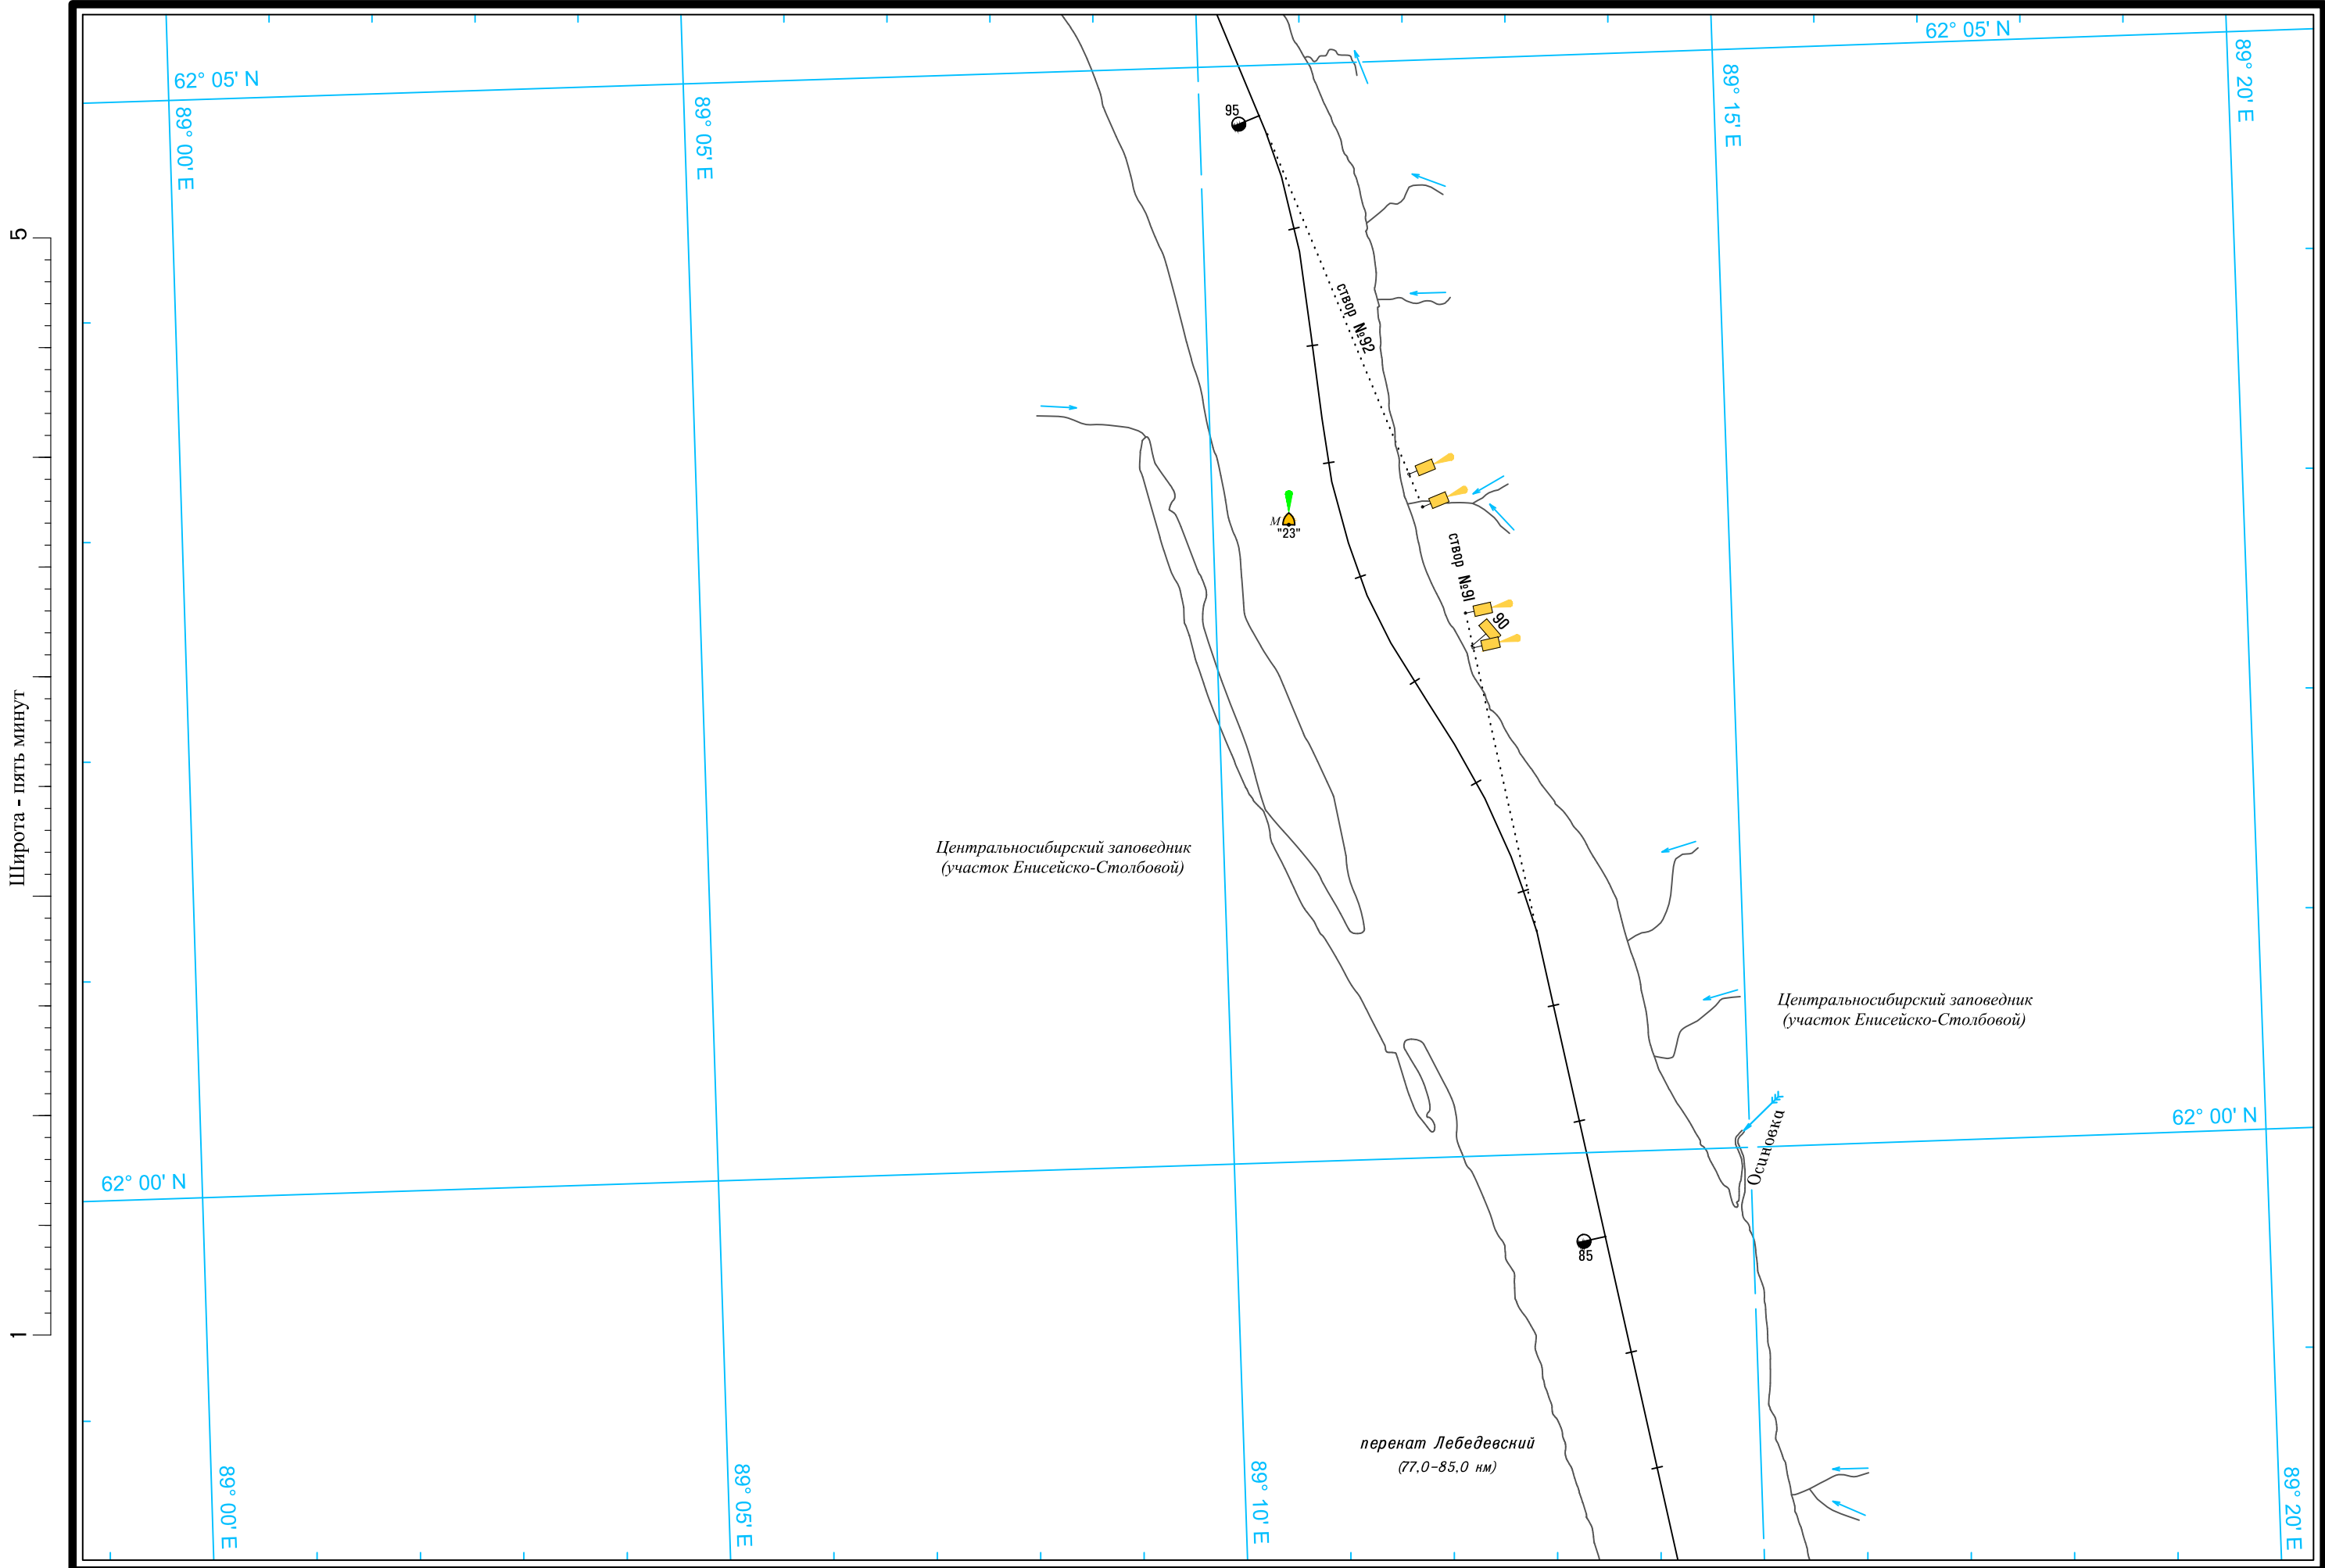 62° 05' N
62° 05' N
89° 00' E
89° 05' E
89° 15' E
89° 20' E
95
5
створ №92
М
"23"
створ №91
90
Широта - пять минут
Центральносибирский заповедник
(участок Енисейско-Столбовой)
Центральносибирский заповедник
(участок Енисейско-Столбовой)
Осиновка
62° 00' N
62° 00' N
85
1
перекат Лебедевский
(77,0-85,0 км)
89° 00' E
89° 05' E
89° 10' E
89° 20' E